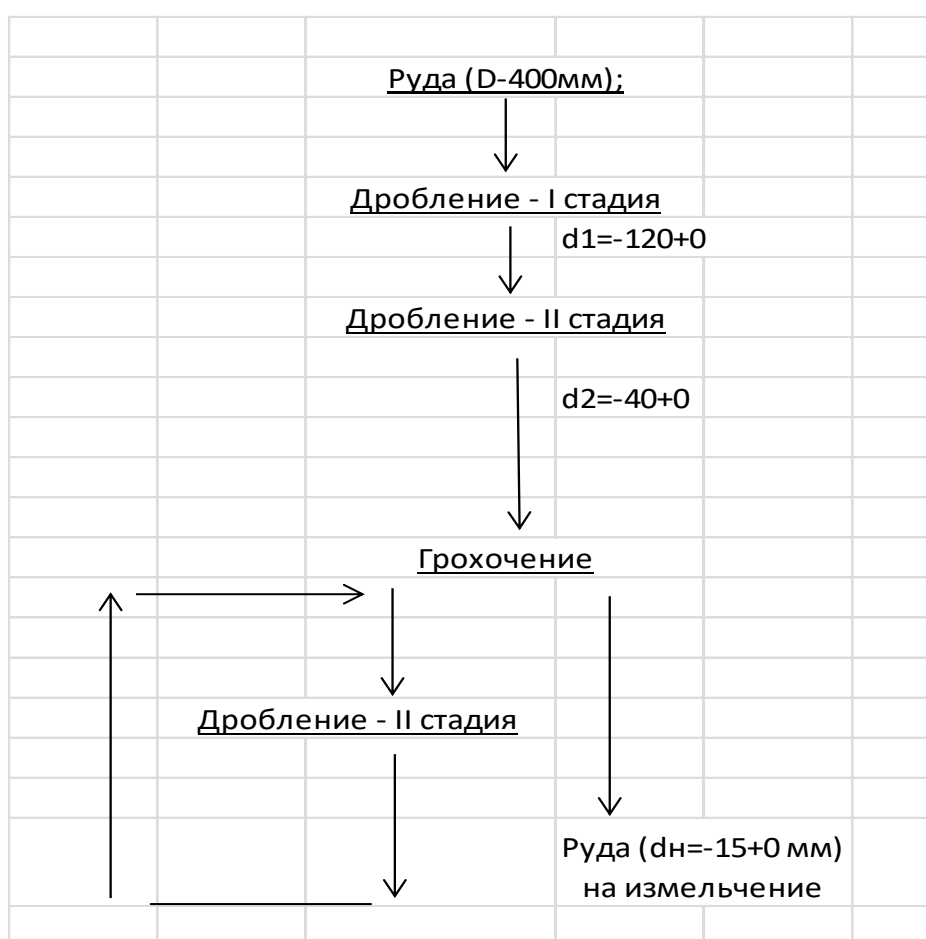 Руда (D-400мм);
Дробление - I стадия
d1=-120+0
Дробление - II стадия
d2=-40+0
Грохочение
Дробление - II стадия
Руда (dн=-15+0 мм)
на измельчение